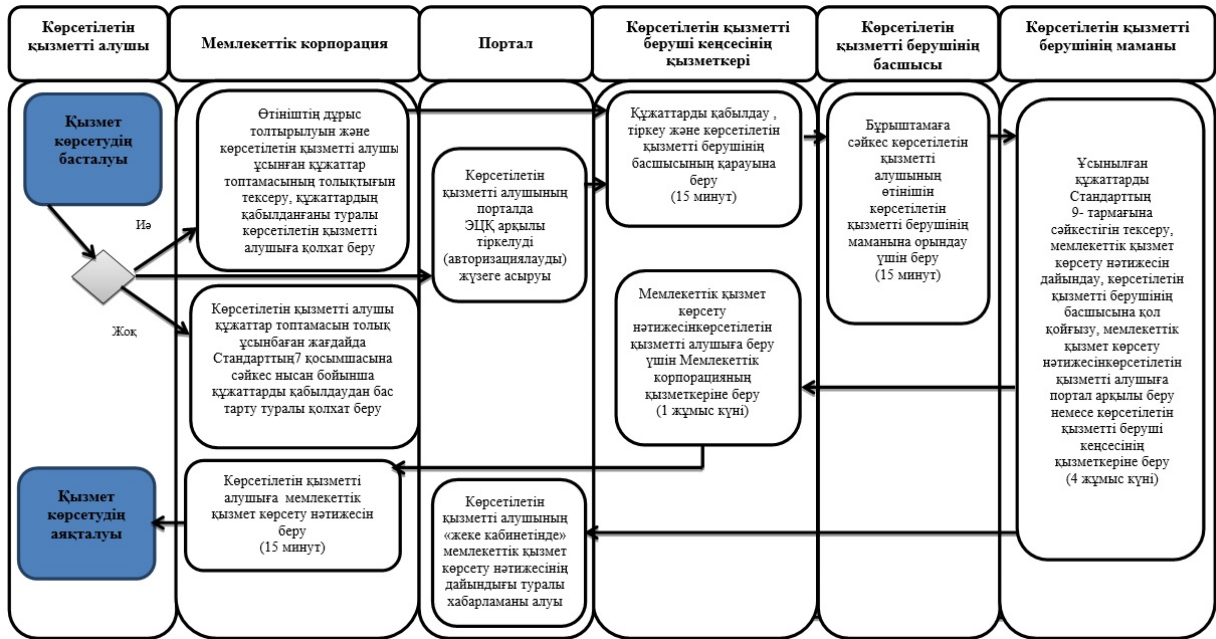 Көрсетілетін
қызметті алушы
Мемлекеттік корпорация
Портал
Көрсетілетін қызметті
беруші кеңсесінің
қызметкері
Көрсетілетін
қызметті берушінің
басшысы
Көрсетілетін қызметті
берушінің маманы
Қызмет
көрсетудің
басталуы
Иә
Жоқ
Өтініштің дұрыс
толтырылуын және
көрсетілетін қызметті алушы
ұсынған құжаттар
топтамасының толықтығын
тексеру, құжаттардың
қабылданғаны туралы
көрсетілетін қызметті
алушыға қолхат беру
Көрсетілетін қызметті алушы
құжаттар топтамасын толық
ұсынбаған жағдайда
Стандарттың7 қосымшасына
сәйкес нысан бойынша
құжаттарды қабылдаудан бас
тарту туралы қолхат беру
Көрсетілетін
қызметті алушының
порталда
ЭЦҚ арқылы
тіркелуді
(авторизациялауды)
жүзеге асыруы
Құжаттарды қабылдау ,
тіркеу және көрсетілетін
қызметті берушінің
басшысының қарауына
беру
(15 минут)
Бұрыштамаға
сәйкес көрсетілетін
қызметті
алушының
өтінішін
көрсетілетін
қызметті берушінің
маманына орындау
үшін беру
(15 минут)
Ұсынылған
құжаттарды
Стандарттың
9- тармағына
сәйкестігін тексеру,
мемлекеттік қызмет
көрсету нәтижесін
дайындау, көрсетілетін
қызметті берушінің
басшысына қол
қойғызу, мемлекеттік
қызмет көрсету
нәтижесінкөрсетілетін
қызметті алушыға
портал арқылы беру
немесе көрсетілетін
қызметті беруші
кеңсесінің
қызметкеріне беру
(4 жұмыс күні)
Мемлекеттік қызмет
көрсету
нәтижесінкөрсетілетін
қызметті алушыға беру
үшін Мемлекеттік
корпорацияның
қызметкеріне беру
(1 жұмыс күні)
Қызмет
көрсетудің
аяқталуы
Көрсетілетін қызметті
алушыға мемлекеттік
қызмет көрсету нәтижесін
беру
(15 минут)
Көрсетілетін
қызметті алушының
«жеке кабинетінде»
мемлекеттік қызмет
көрсету нәтижесінің
дайындығы туралы
хабарламаны алуы